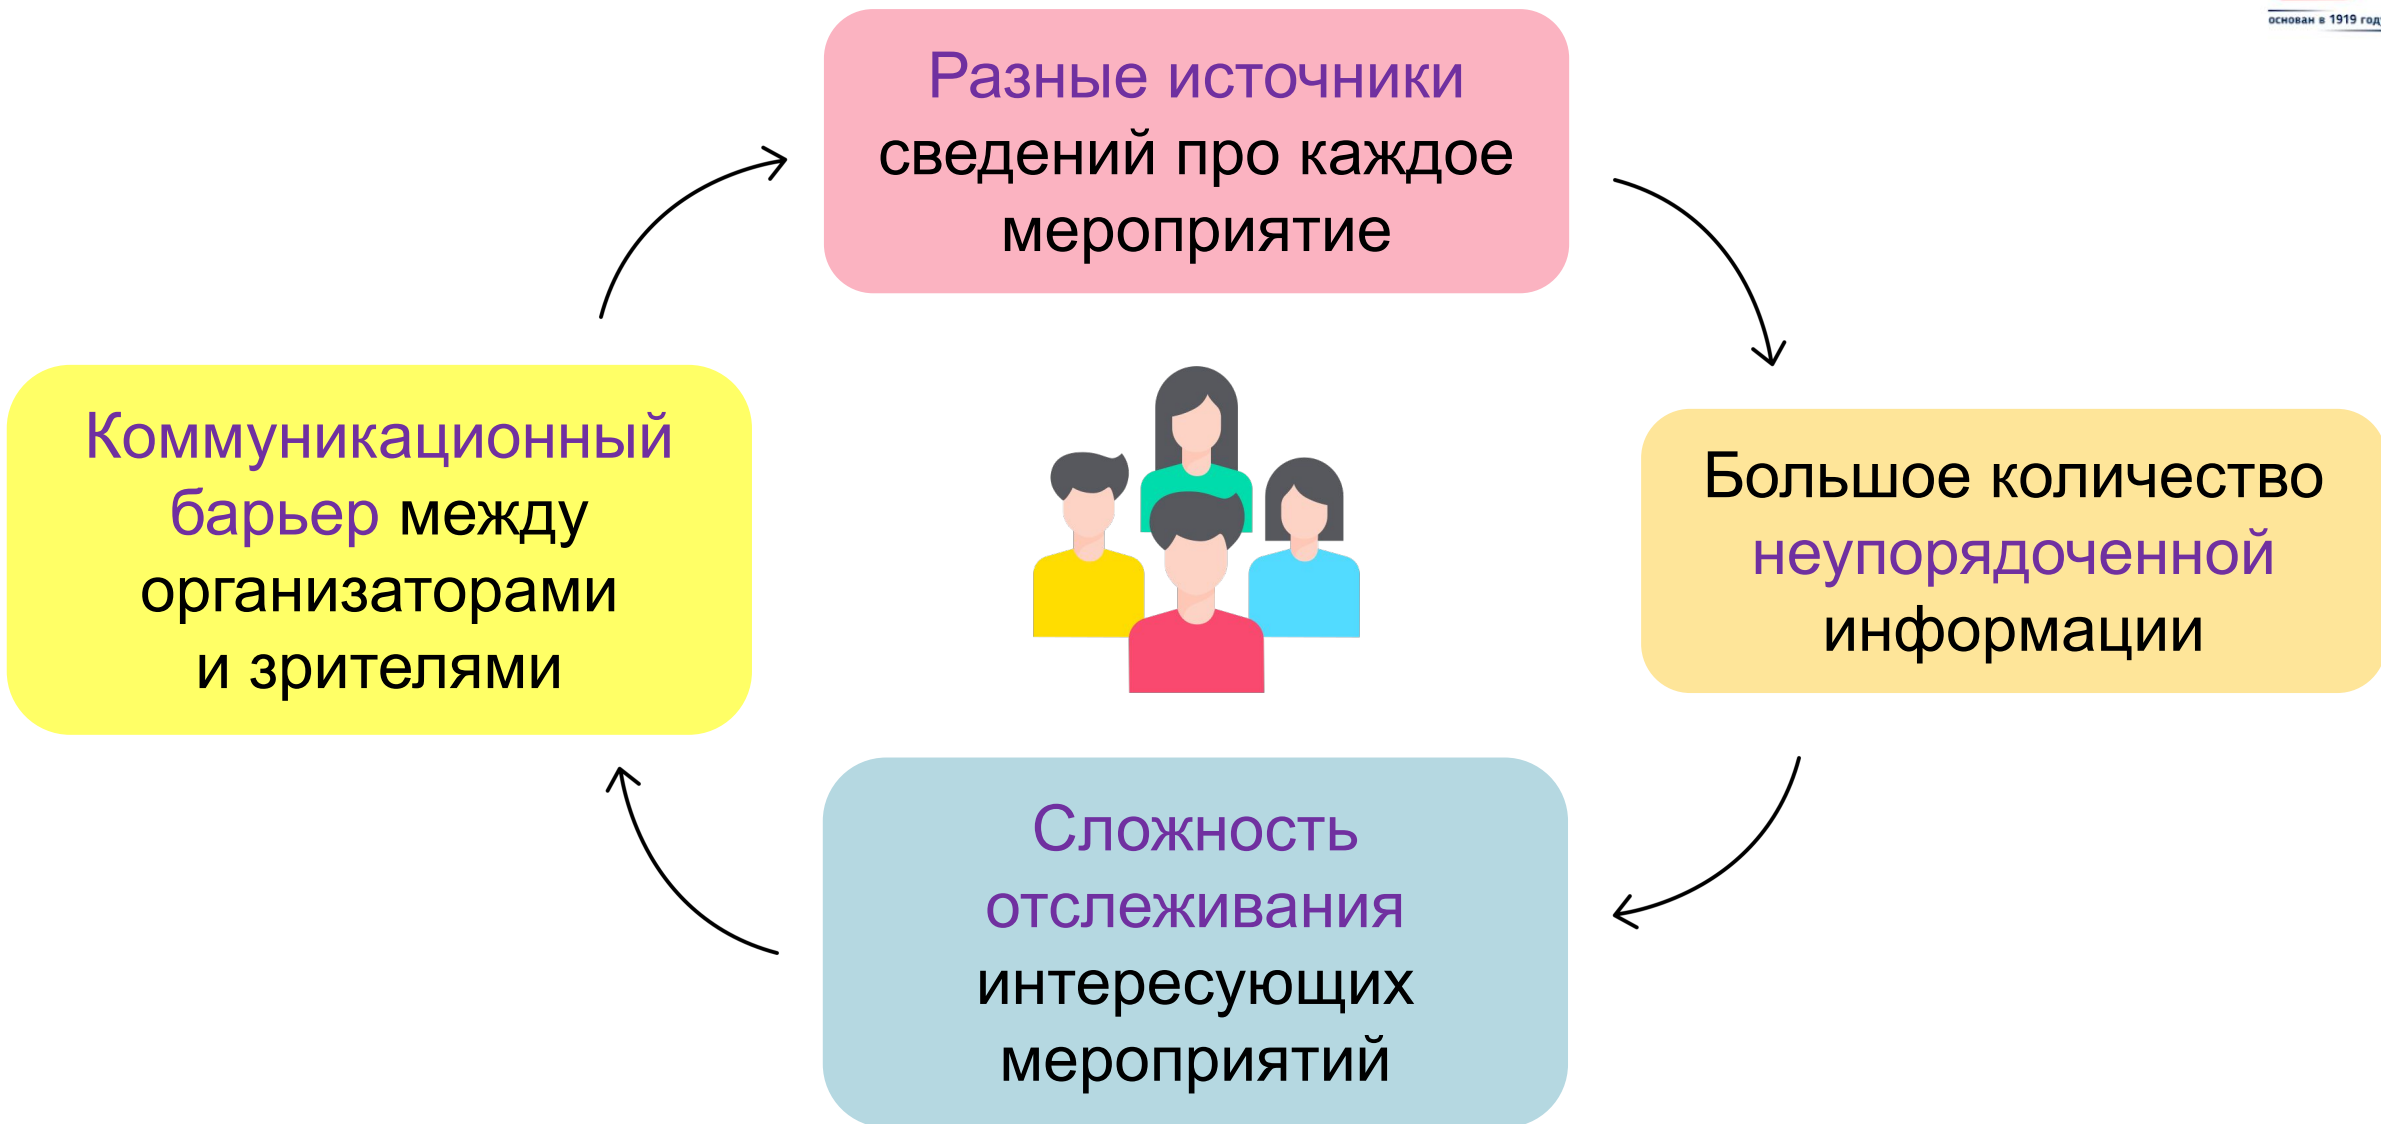 основан в 1919 году
Разные источники
сведений про каждое
мероприятие
Коммуникационный
барьер между
организаторами
и зрителями
Большое количество
неупорядоченной
информации
Сложность
отслеживания
интересующих
мероприятий